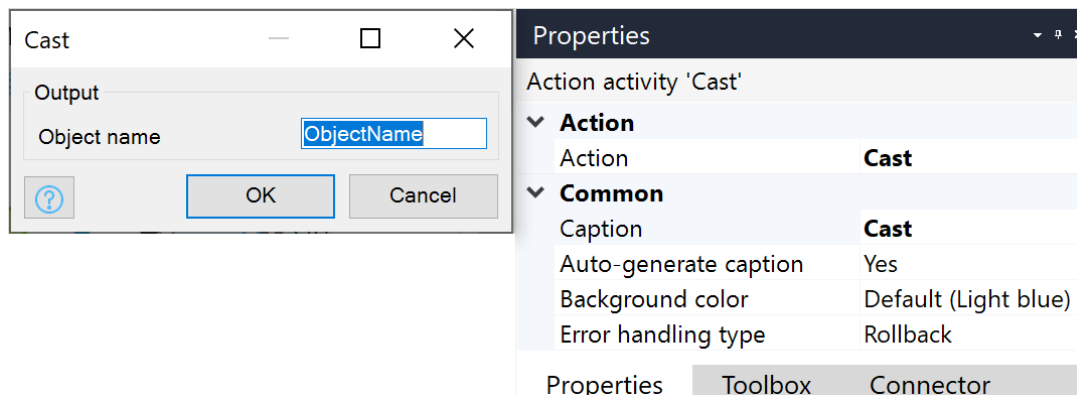 Cast
Output
Object name
ObjectName
OK
Cancel
Properties
Action activity 'Cast'
Action
Action Cast
Common
Caption Cast
Auto-generate caption Yes
Background color Default (Light blue)
Error handling type Rollback
Properties Toolbox Connector